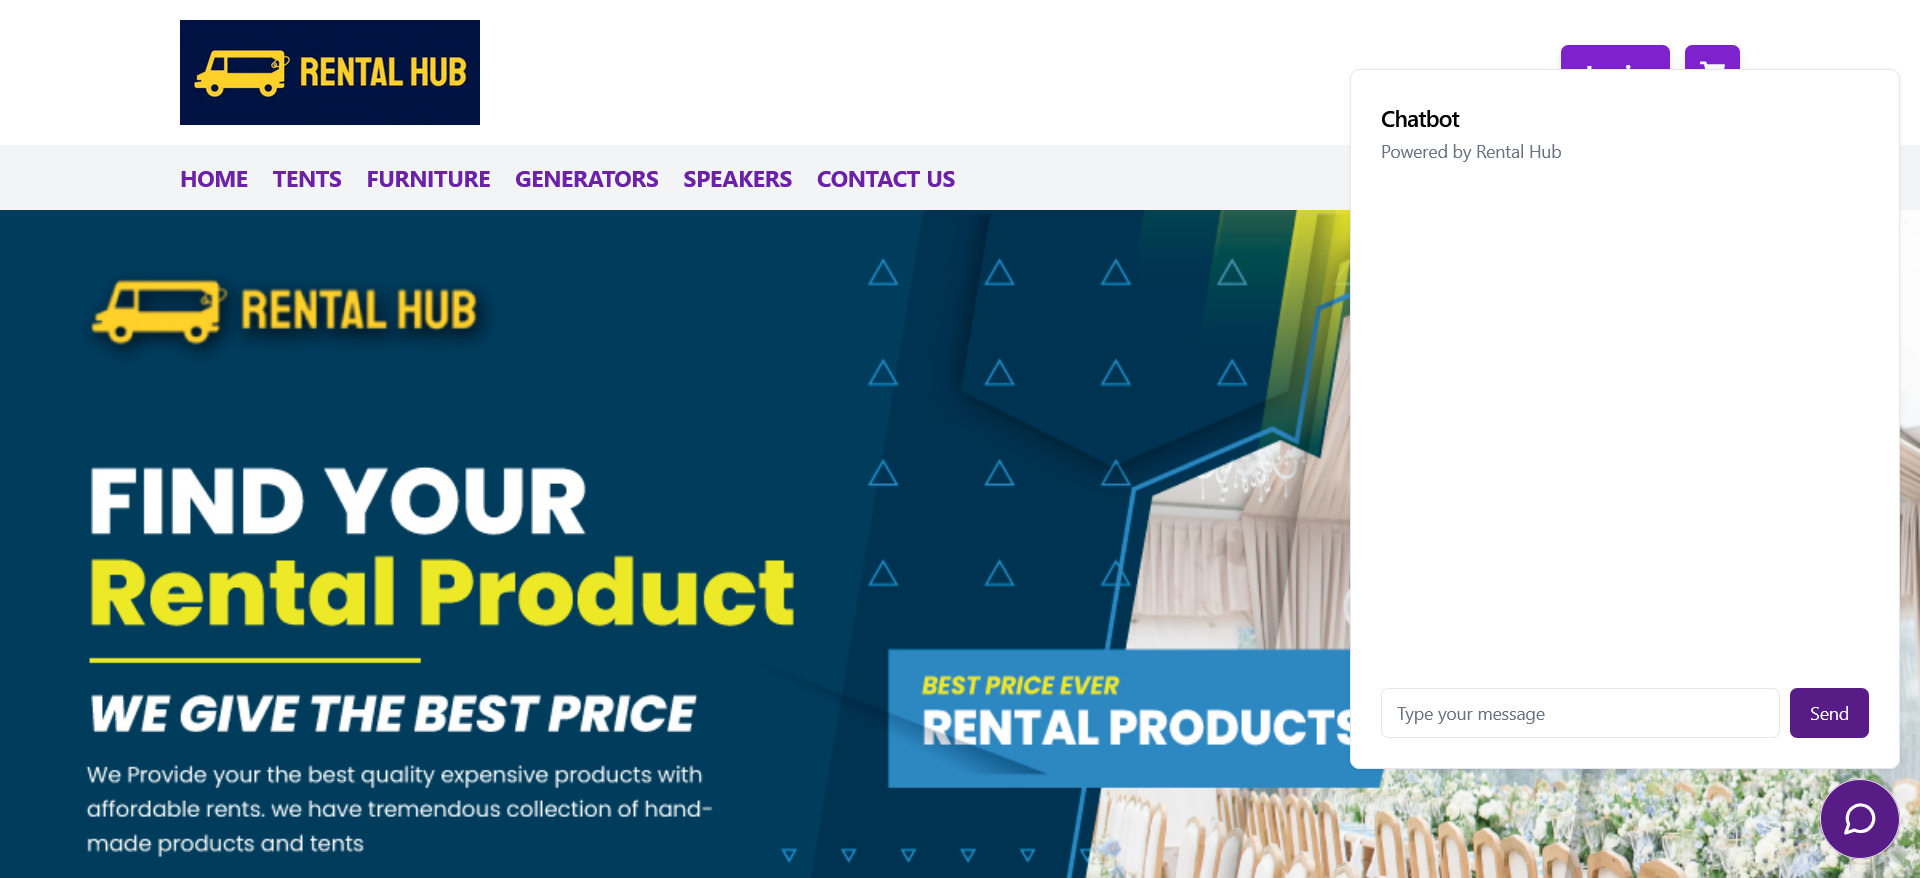 RENTAL HUB
Chatbot
Powered by Rental Hub
HOME TENTS FURNITURE GENERATORS SPEAKERS CONTACT US
RENTAL HUB
FIND YOUR
Rental Product
WE GIVE THE BEST PRICE
We Provide your the best quality expensive products with
affordable rents. we have tremendous collection of hand-
made products and tents
BEST PRICE EVER
RENTAL PRODUCTS
Type your message
Send